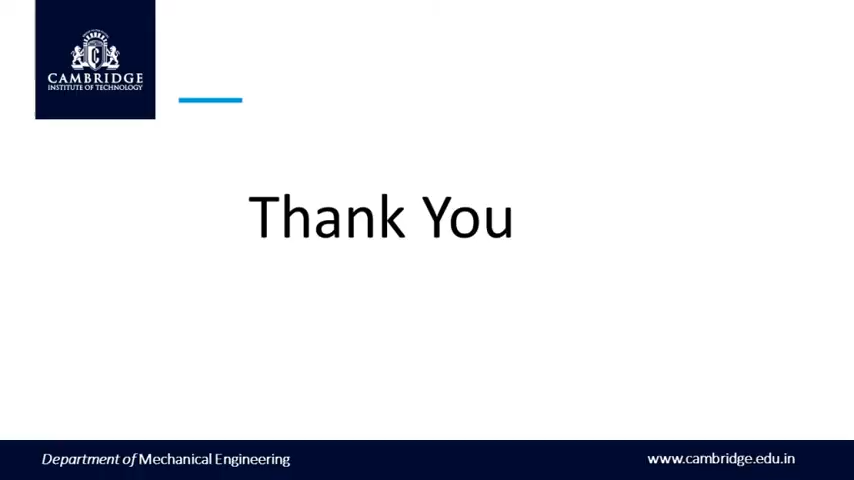 CAMBRIDGE
INSTITUTE OF TECHNOLOGY
Thank You
Department of Mechanical Engineering
www.cambridge.edu.in